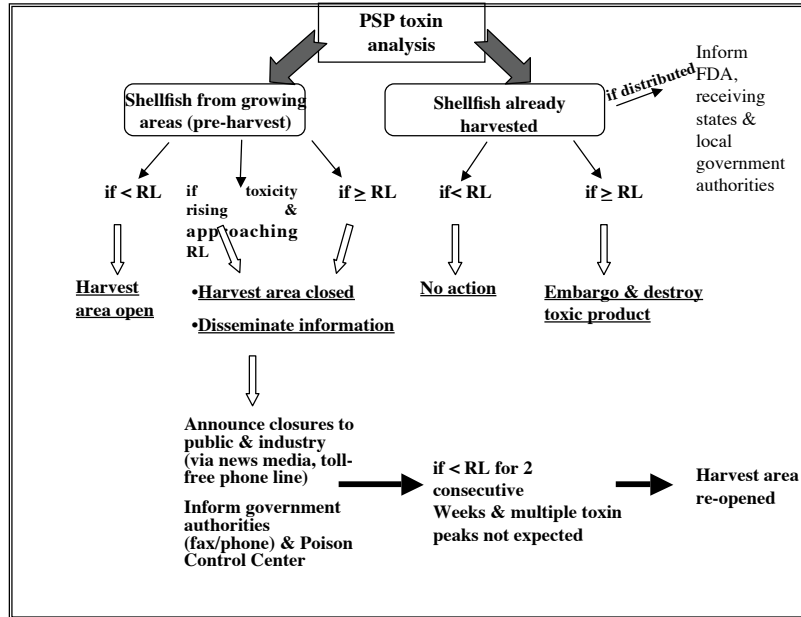 PSP toxin
analysis
Shellfish from growing
areas (pre-harvest)
Shellfish already
harvested
if distributed
Inform
FDA,
receiving
states &
local
government
authorities
if < RL
if toxicity
rising &
approaching
RL
if ≥ RL
if< RL
if ≥ RL
Harvest
area open
•Harvest area closed
•Disseminate information
No action
Embargo & destroy
toxic product
Announce closures to
public & industry
(via news media, toll-
free phone line)
Inform government
authorities
(fax/phone) & Poison
Control Center
if < RL for 2
consecutive
Weeks & multiple toxin
peaks not expected
Harvest area
re-opened